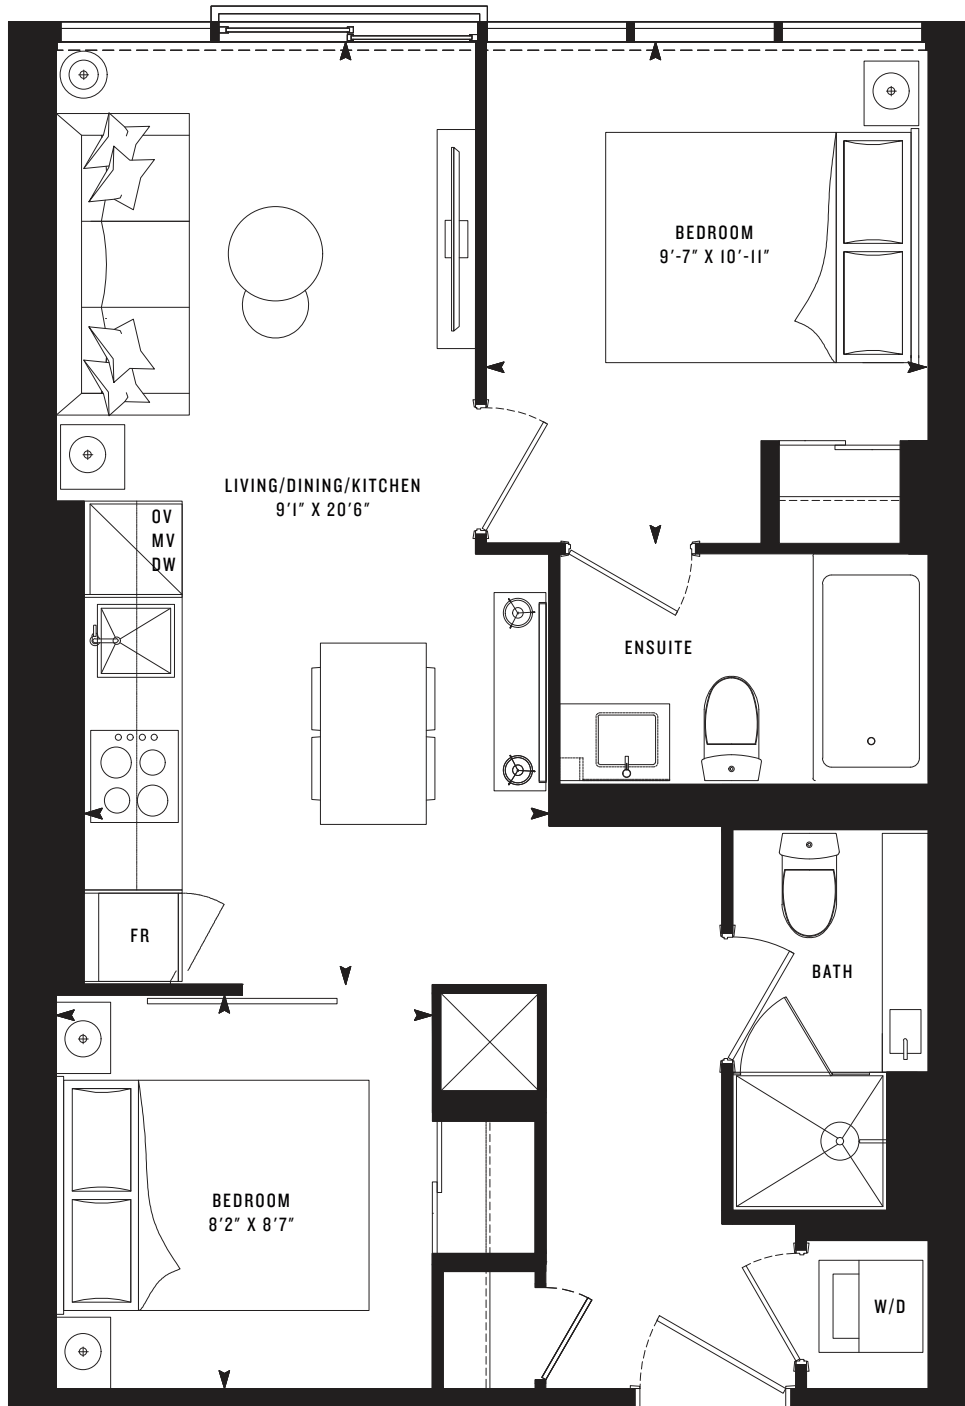 BEDROOM
9'-7" X 10'-11"
LIVING/DINING/KITCHEN
9'1" X 20'6"
OV
MV
DW
ENSUITE
FR
BATH
BEDROOM
8'2" X 8'7"
W/D